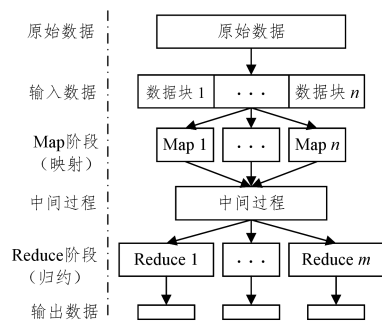 原始数据 原始数据
输入数据 数据块 1 ... 数据块 n
Map阶段
（映射）
Map 1 ... Map n
中间过程 中间过程
Reduce阶段
（归约）
Reduce 1 ... Reduce m
输出数据